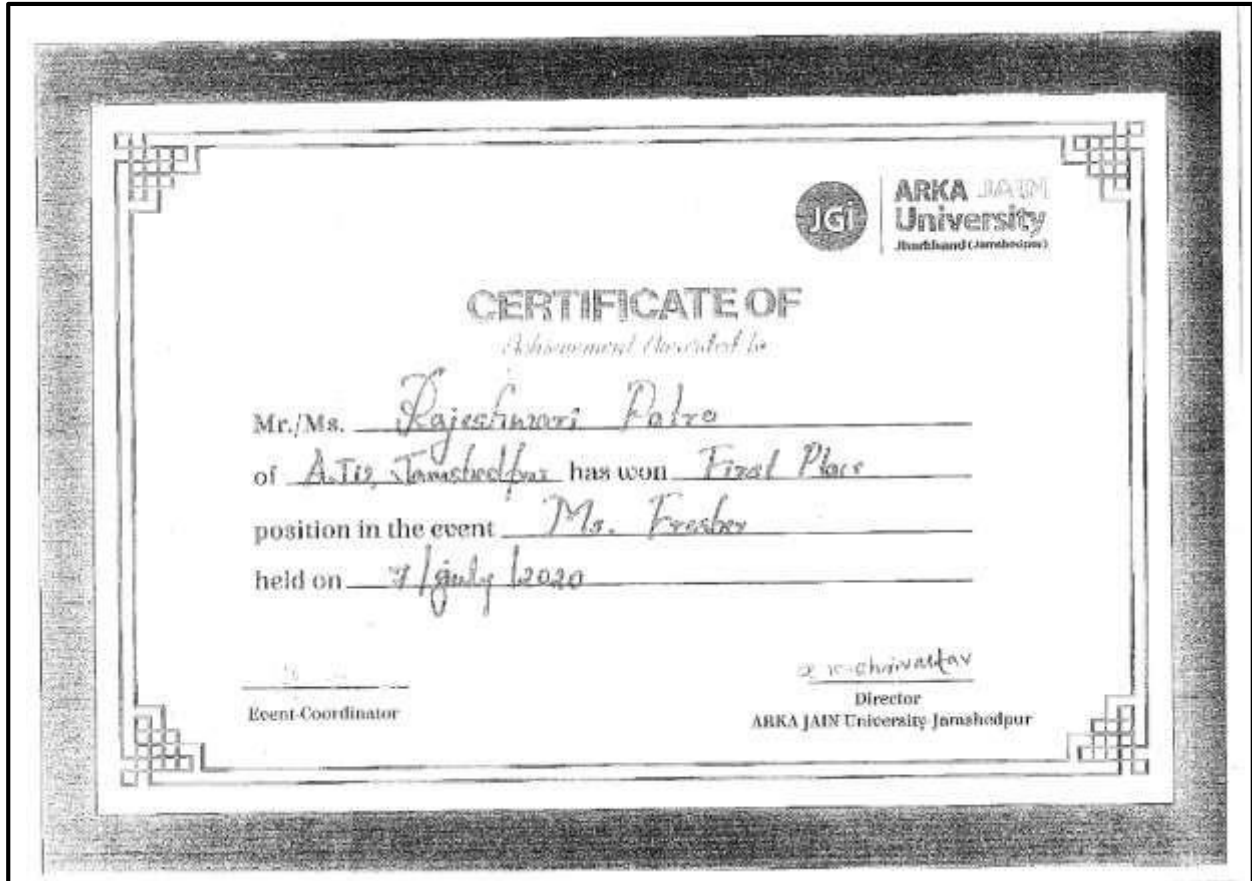 JGi
ARKA JAIN
University
Jharkhand (Jamshedpur)
CERTIFICATE OF
Achievement Awarded to
Mr./Ms. Rajeshwari Patra
of AJU, Jamshedpur has won First Place
position in the event Ms. Fresher
held on 7/july/2020
Event-Coordinator
Director
ARKA JAIN University Jamshedpur